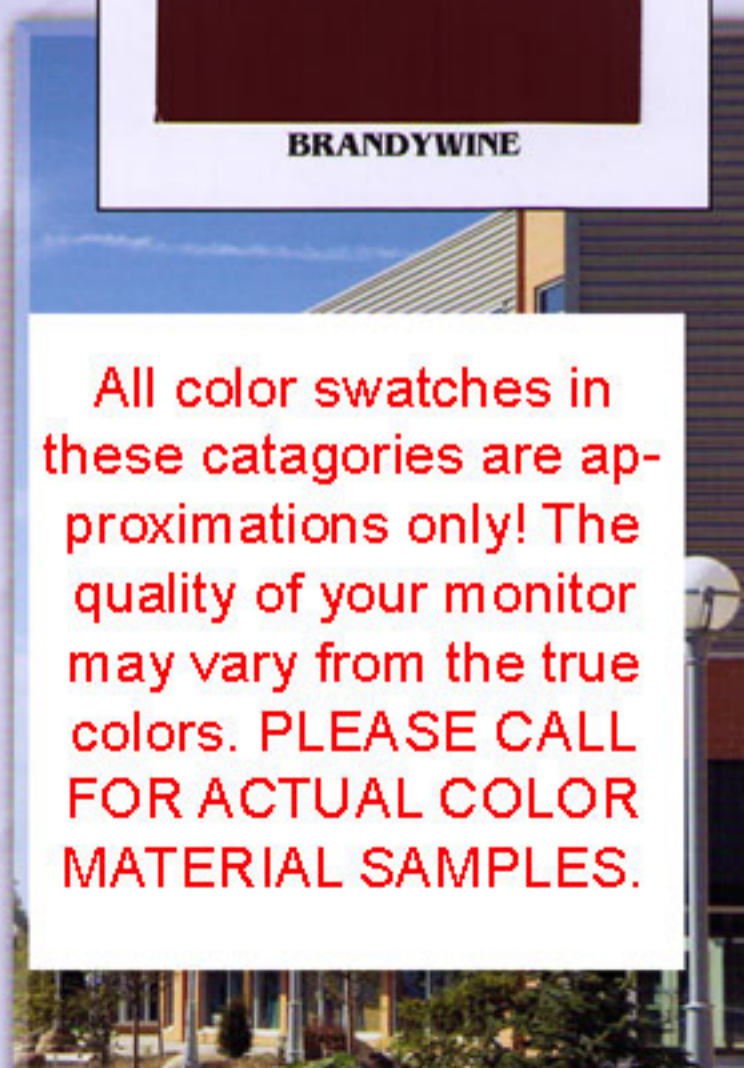 BRANDYWINE
All color swatches in
these catagories are ap-
proximations only! The
quality of your monitor
may vary from the true
colors. PLEASE CALL
FOR ACTUAL COLOR
MATERIAL SAMPLES.